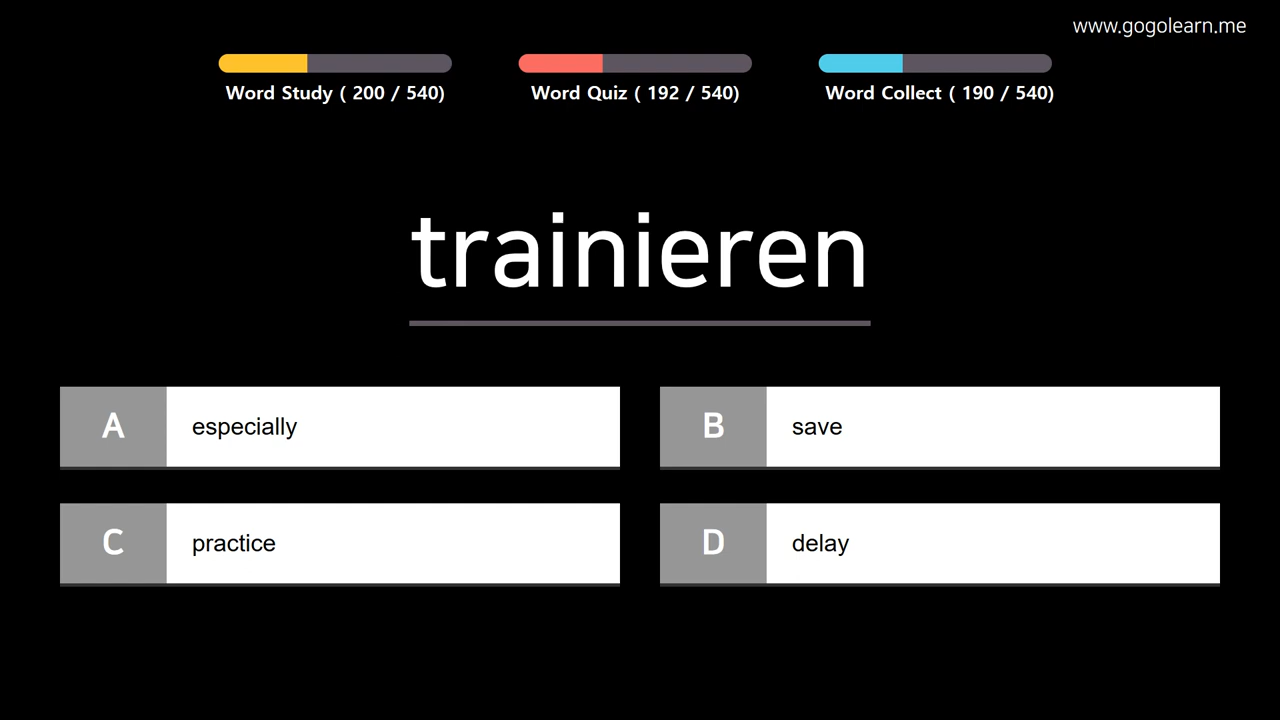 www.gogolearn.me
Word Study ( 200 / 540)
Word Quiz ( 192 / 540)
Word Collect ( 190 / 540)
trainieren
A especially
B save
C practice
D delay